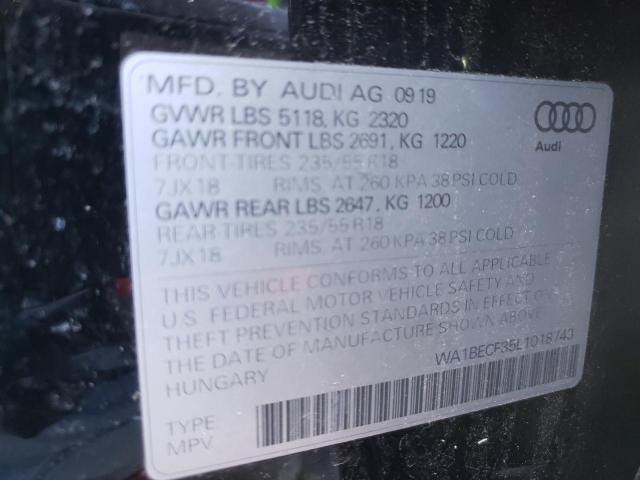 MFD. BY AUDI AG 0919
GVWR LBS 5118, KG 2320
GAWR FRONT LBS 2691, KG 1220
FRONT-TIRES 235/55 R18
7JX18 RIMS, AT 260 KPA 38 PSI COLD
GAWR REAR LBS 2647, KG 1200
REAR-TIRES 235/55 R18
7JX18 RIMS, AT 260 KPA 38 PSI COLD
Audi
THIS VEHICLE CONFORMS TO ALL APPLICABLE
U.S. FEDERAL MOTOR VEHICLE SAFETY AND
THEFT PREVENTION STANDARDS IN EFFECT ON
THE DATE OF MANUFACTURE SHOWN ABOVE.
HUNGARY
WA1BECF35L1018743
TYPE
MPV